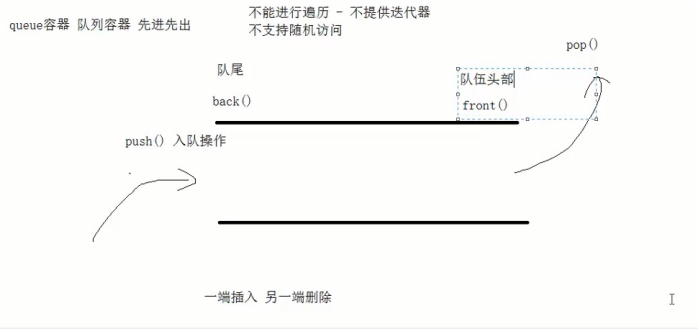 queue容器 队列容器 先进先出
不能进行遍历 - 不提供迭代器
不支持随机访问
pop()
队尾
队伍头部
back()
front()
push() 入队操作
一端插入 另一端删除